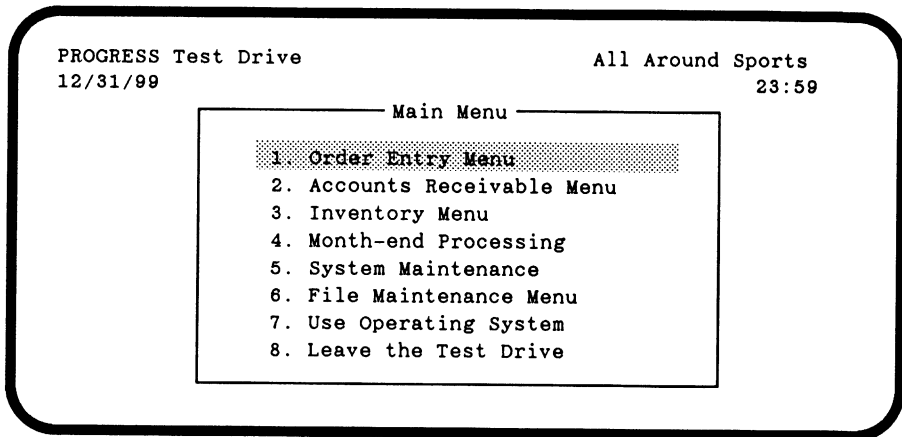 PROGRESS Test Drive All Around Sports
12/31/99 23:59
Main Menu
1. Order Entry Menu
2. Accounts Receivable Menu
3. Inventory Menu
4. Month-end Processing
5. System Maintenance
6. File Maintenance Menu
7. Use Operating System
8. Leave the Test Drive